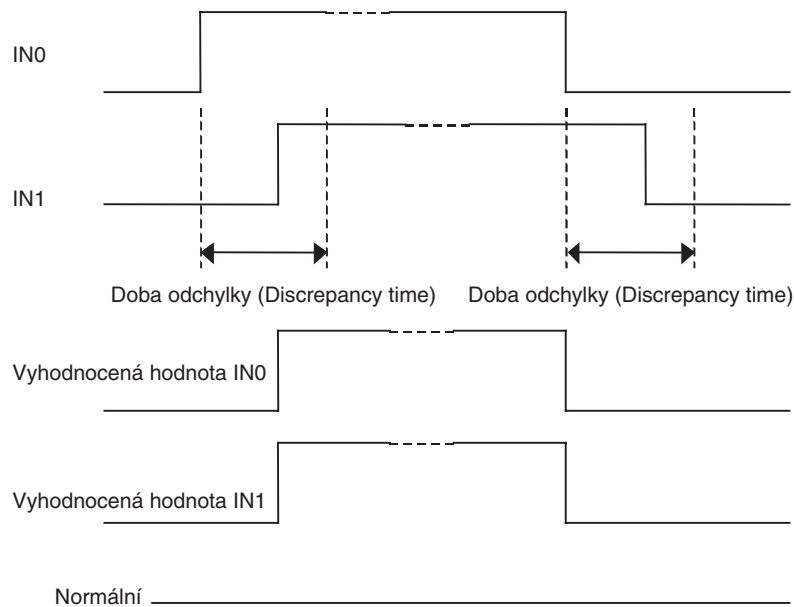 IN0
IN1
Doba odchylky (Discrepancy time) Doba odchylky (Discrepancy time)
Vyhodnocená hodnota IN0
Vyhodnocená hodnota IN1
Normální